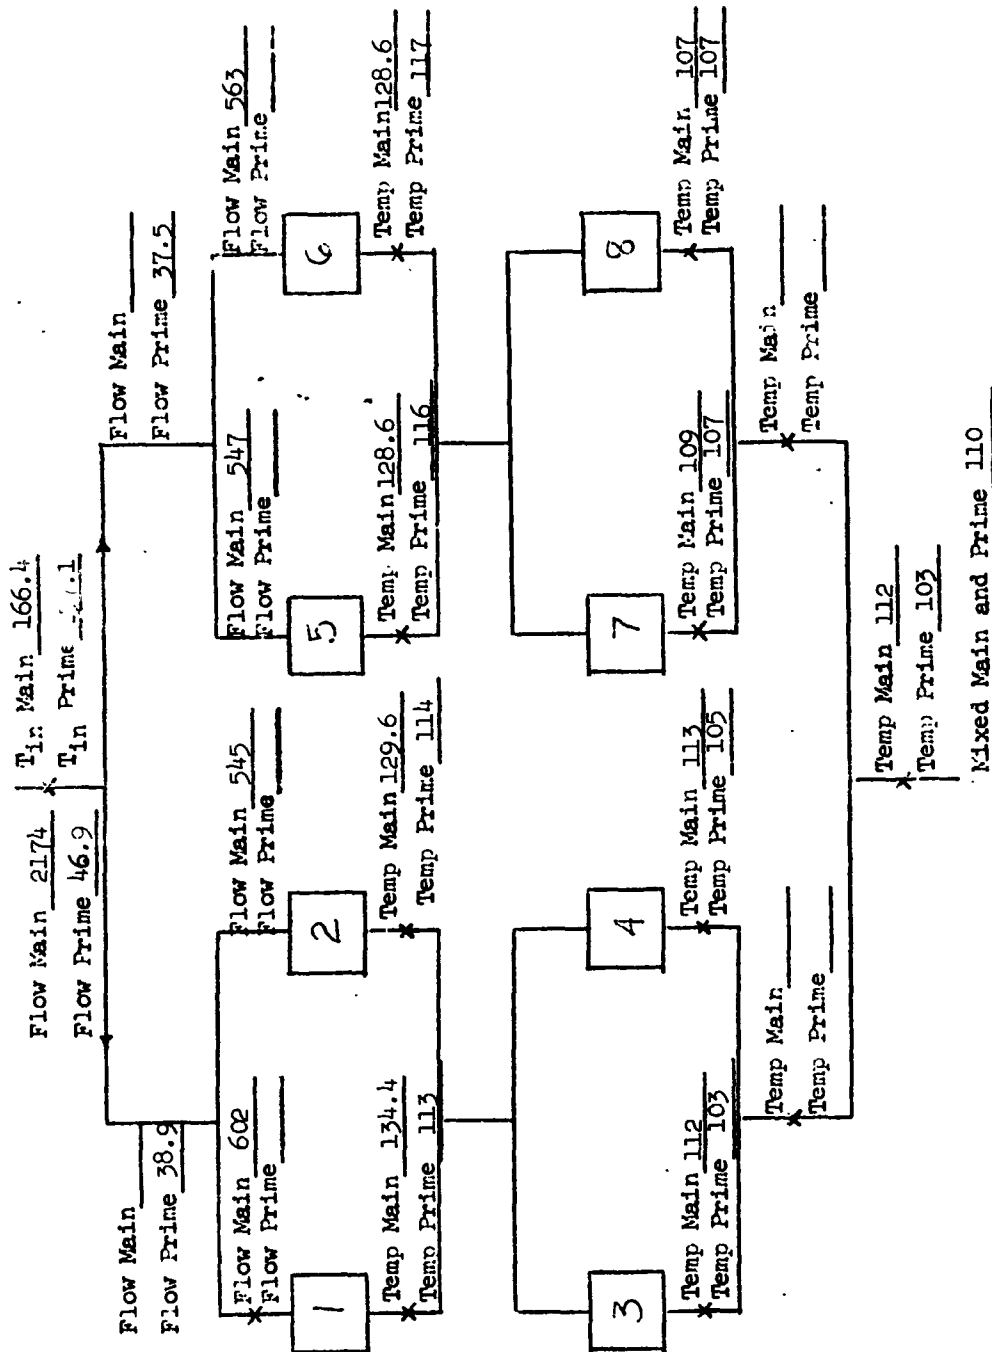 Flow Main 2174
Flow Prime 46.9
Tin Main 166.4
Tin Prime
Flow Main
Flow Prime 38.9
Flow Main
Flow Prime 37.5
Flow Main 602
Flow Prime
Flow Main 545
Flow Prime
Flow Main 547
Flow Prime
Flow Main 563
Flow Prime
1
2
5
6
Temp Main 134.4
Temp Prime 113
Temp Main 129.6
Temp Prime 114
Temp Main 128.6
Temp Prime 116
Temp Main 128.6
Temp Prime 117
3
4
7
8
Temp Main 112
Temp Prime 103
Temp Main 113
Temp Prime 105
Temp Main 109
Temp Prime 107
Temp Main 107
Temp Prime 107
Temp Main
Temp Prime
Temp Main
Temp Prime
Temp Main 112
Temp Prime 103
Mixed Main and Prime 110